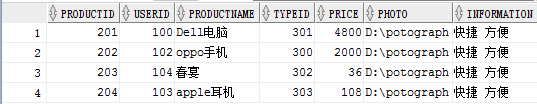 PRODUCTID USERID PRODUCTNAME TYPEID PRICE PHOTO INFORMATION
1 201 100 Dell电脑 301 4800 D:\potograph 快捷 方便
2 202 102 oppo手机 300 2000 D:\potograph 快捷 方便
3 203 104 春宴 302 36 D:\potograph 快捷 方便
4 204 103 apple耳机 303 108 D:\potograph 快捷 方便